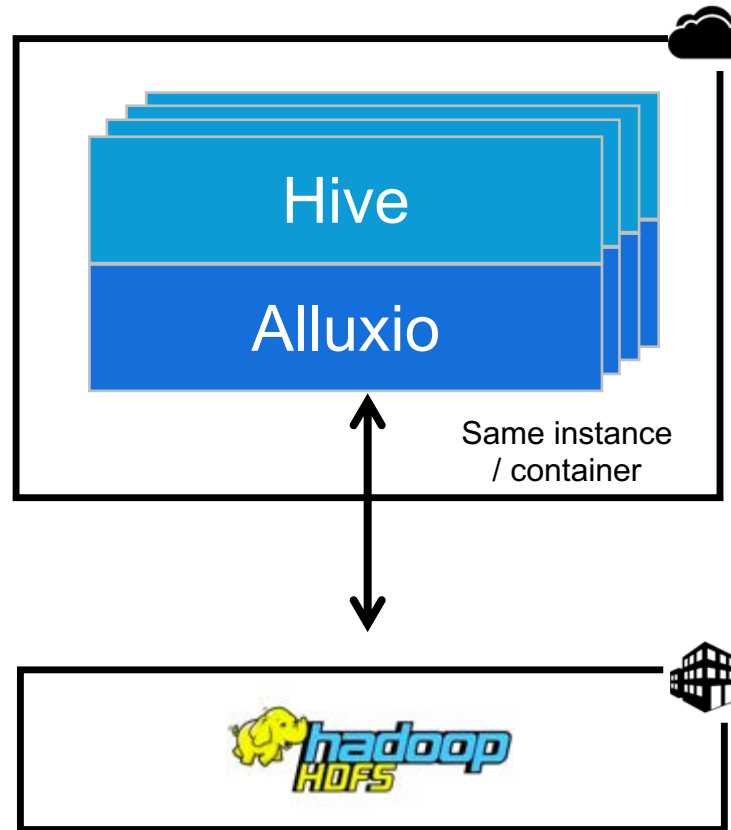 Hive
Alluxio
Same instance
/ container
hadoop
HDFS